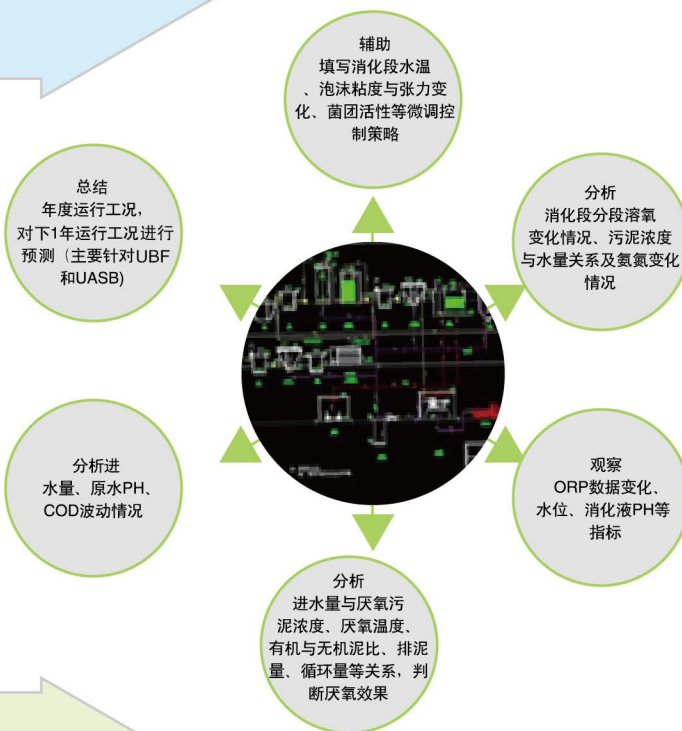 辅助
填写消化段水温
、泡沫粘度与张力变
化、菌团活性等微调控
制策略
总结
年度运行工况，
对下1年运行工况进行
预测（主要针对UBF
和UASB)
分析
消化段分段溶氧
变化情况、污泥浓度
与水量关系及氨氮变化
情况
分析进
水量、原水PH、
COD波动情况
观察
ORP数据变化、
水位、消化液PH等
指标
分析
进水量与厌氧污
泥浓度、厌氧温度、
有机与无机泥比、排泥
量、循环量等关系，判
断厌氧效果